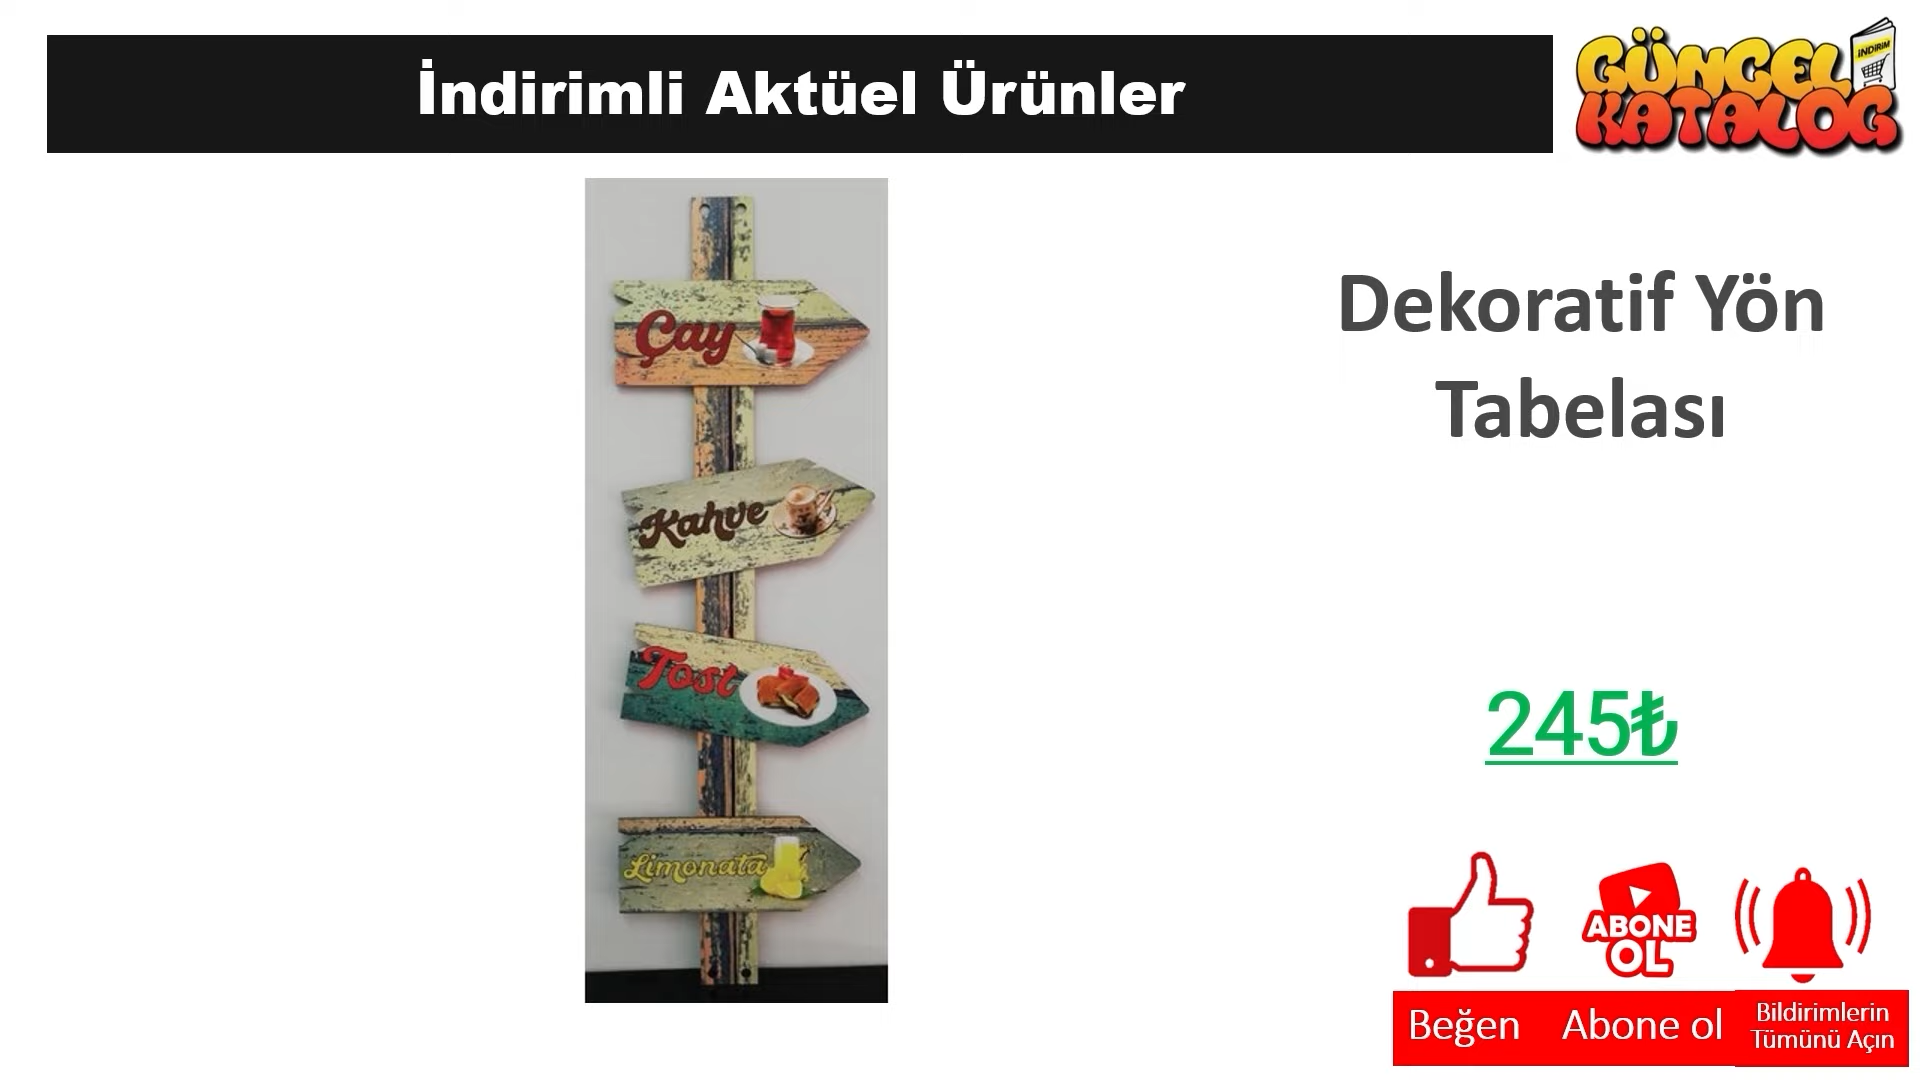 İndirimli Aktüel Ürünler
GÜNCEL
KATALOG
İNDİRİM
Çay
Kahve
Tost
Limonata
Dekoratif Yön
Tabelası
245₺
ABONE
OL
Beğen
Abone ol
Bildirimlerin
Tümünü Açın